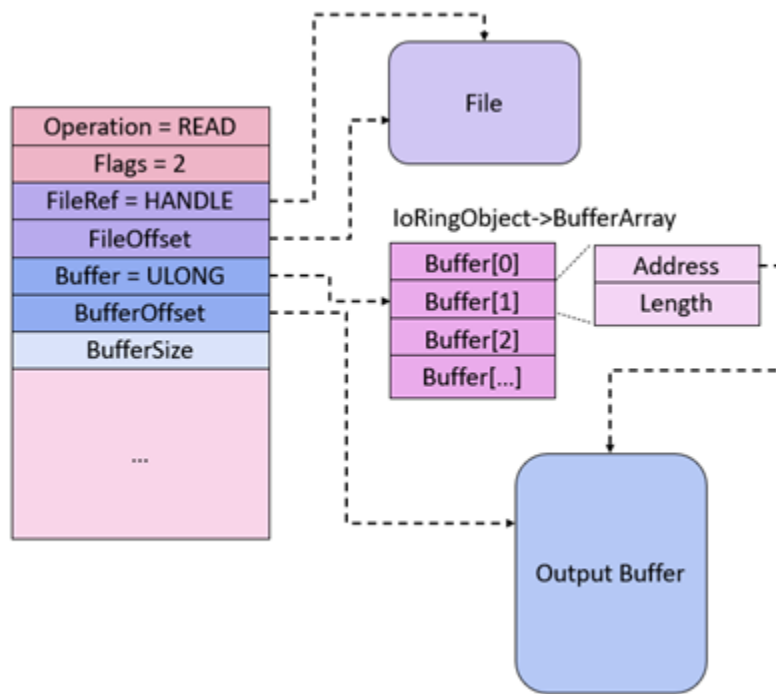 File
Operation = READ
Flags = 2
FileRef = HANDLE
FileOffset
Buffer = ULONG
BufferOffset
BufferSize
...
IoRingObject->BufferArray
Buffer[0]
Buffer[1]
Buffer[2]
Buffer[...]
Address
Length
Output Buffer